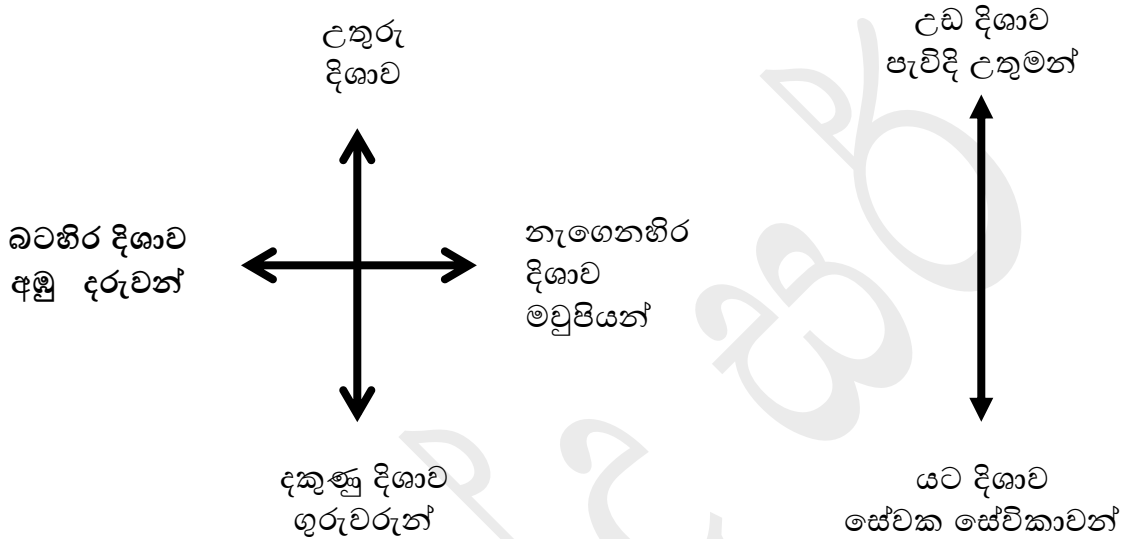 උතුරු
දිශාව
උඩ දිශාව
පැවිදි උතුමන්
බටහිර දිශාව
අඹු දරුවන්
නැගෙනහිර
දිශාව
මවුපියන්
දකුණු දිශාව
ගුරුවරුන්
යට දිශාව
සේවක සේවිකාවන්